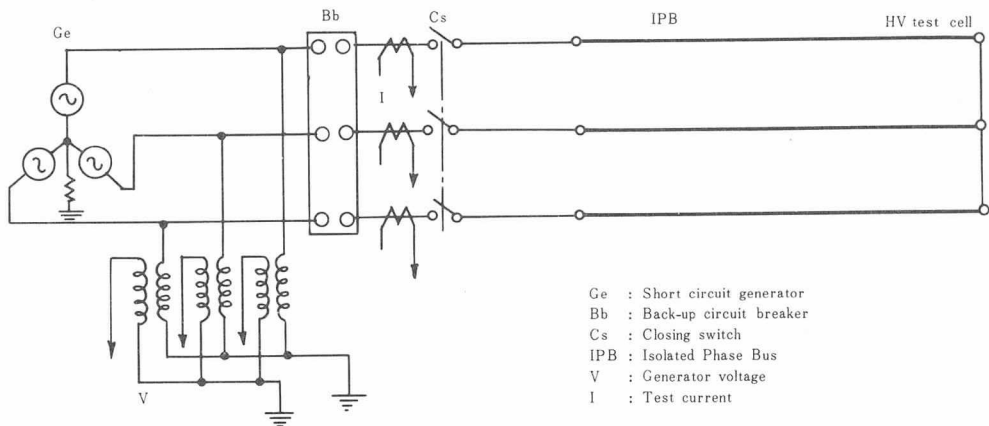 Ge
Bb
Cs
IPB
HV test cell
I
V
Ge : Short circuit generator
Bb : Back-up circuit breaker
Cs : Closing switch
IPB : Isolated Phase Bus
V : Generator voltage
I : Test current